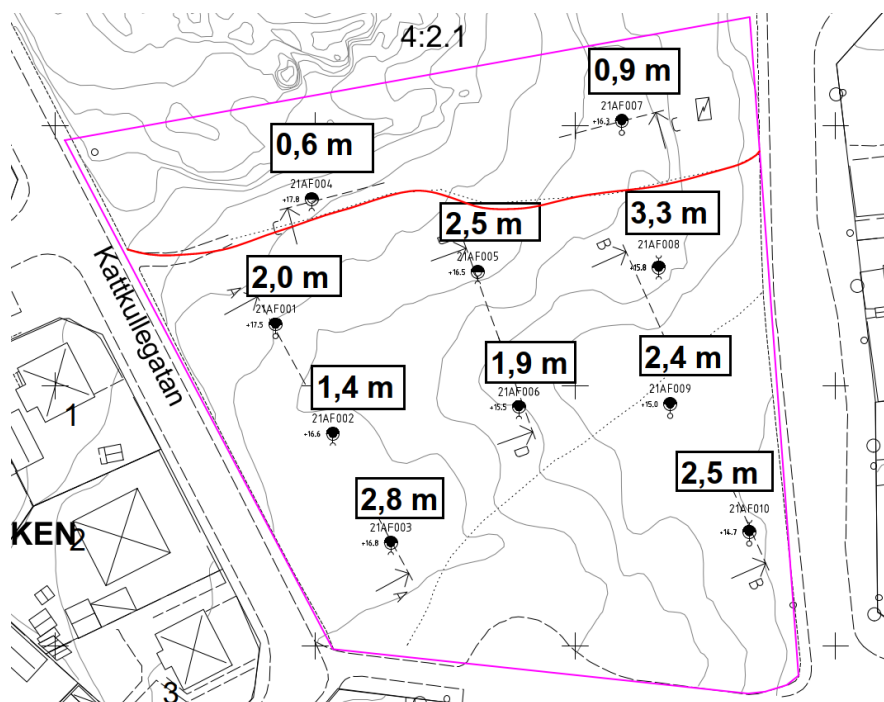 4:2.1
0,9 m
21AF007
+16.3
C
0,6 m
21AF004
+17.8
C
2,5 m
21AF005
+16.5
3,3 m
B
21AF008
+15.8
Kattkullegatan
2,0 m
A
21AF001
+17.5
1,4 m
21AF002
+16.6
1,9 m
21AF006
+15.5
D
2,4 m
21AF009
+15.0
1
2,8 m
21AF003
+16.8
A
2,5 m
21AF010
+14.7
B
KEN
2
3